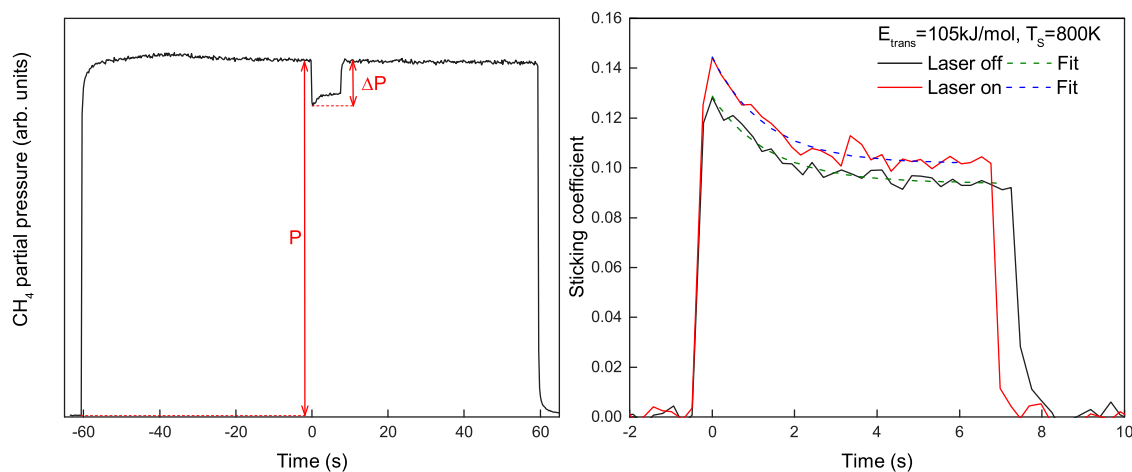 CH₄ partial pressure (arb. units)
P
ΔP
-60 -40 -20 0 20 40 60
Time (s)
Sticking coefficient
0.16
0.14
0.12
0.10
0.08
0.06
0.04
0.02
0.00
E_trans=105kJ/mol, T_S=800K
Laser off Fit
Laser on Fit
-2 0 2 4 6 8 10
Time (s)